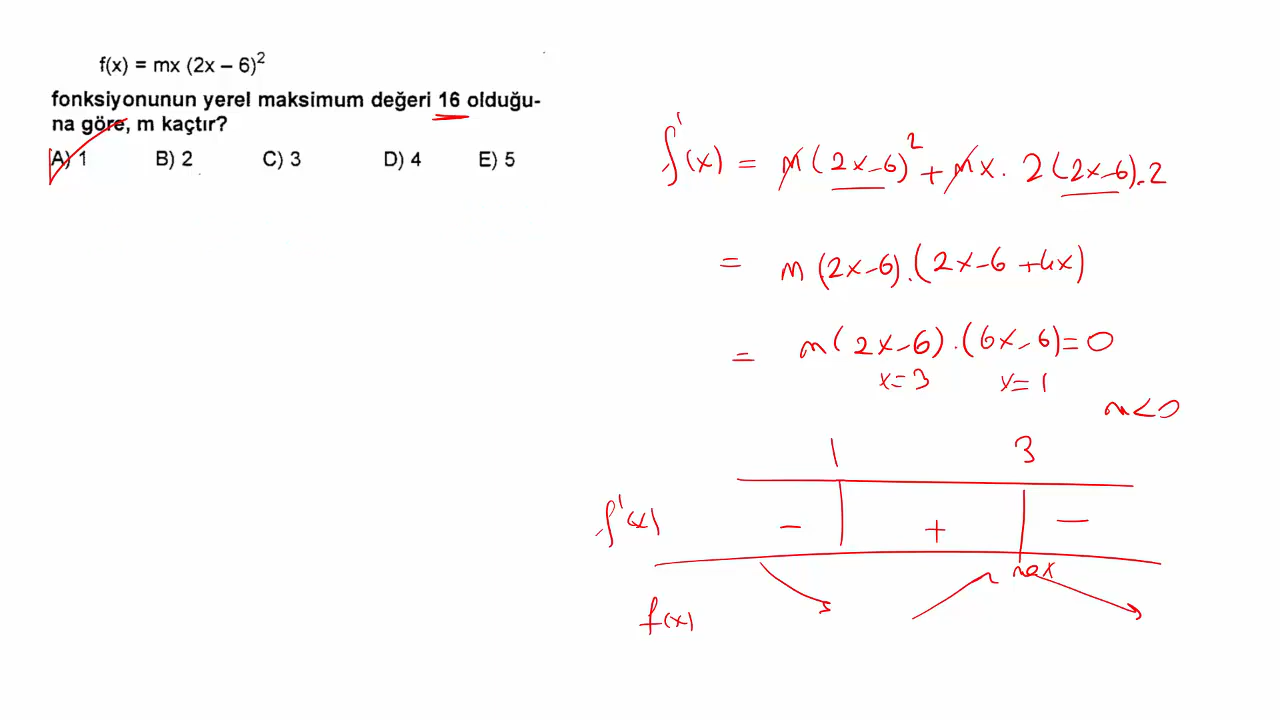 f(x) = mx (2x – 6)²
fonksiyonunun yerel maksimum değeri 16 olduğu-
na göre, m kaçtır?
A) 1 B) 2 C) 3 D) 4 E) 5
f'(x) = m(2x-6)² + mx. 2(2x-6).2
= m(2x-6).(2x-6+4x)
= m(2x-6).(6x-6)=0
x=3 x=1
m<0
1 3
f'(x) - + -
max
f(x)